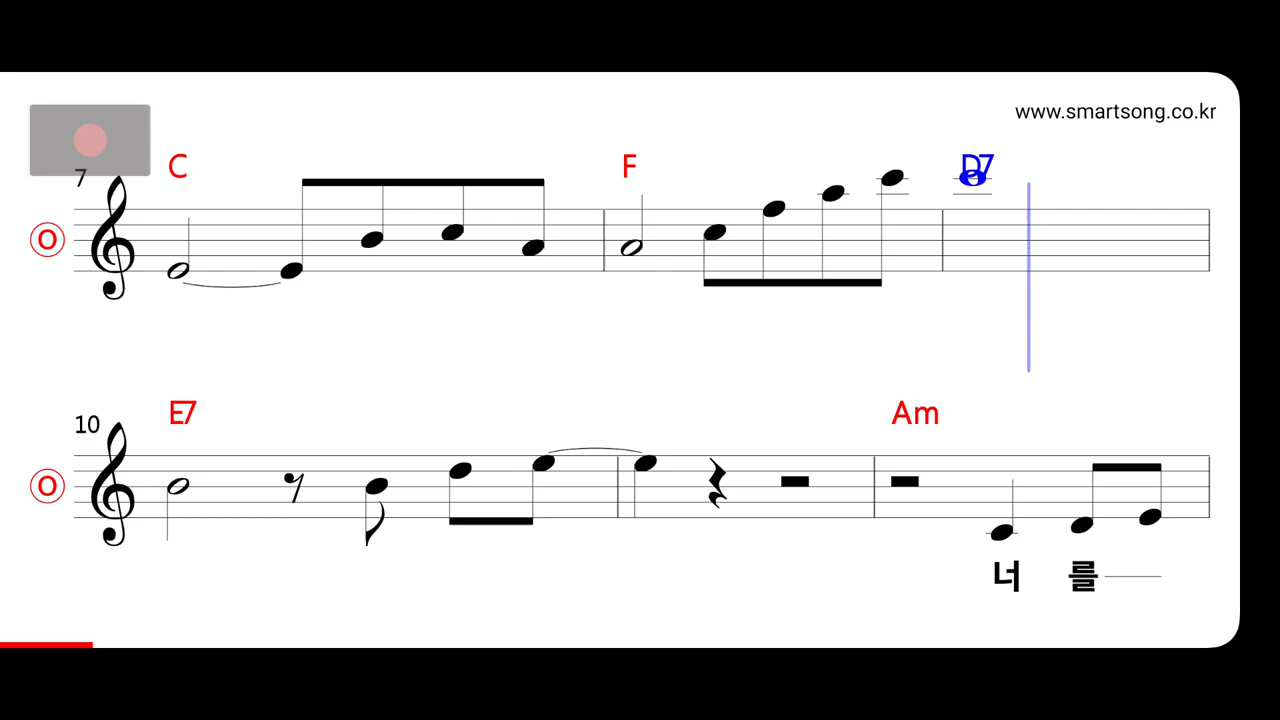 www.smartsong.co.kr
7 C F D7
O
10 E7 Am
O
너 를